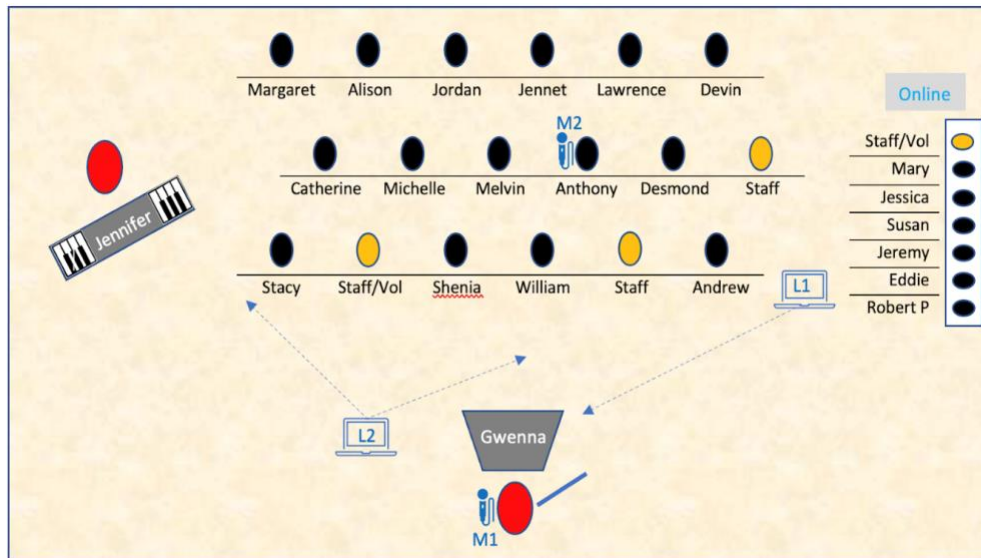 Margaret Alison Jordan Jennet Lawrence Devin
Online
M2
Staff/Vol
Mary
Catherine Michelle Melvin Anthony Desmond Staff
Jessica
Jennifer
Susan
Jeremy
Stacy Staff/Vol Shenia William Staff Andrew
L1
Eddie
Robert P
L2
Gwenna
M1